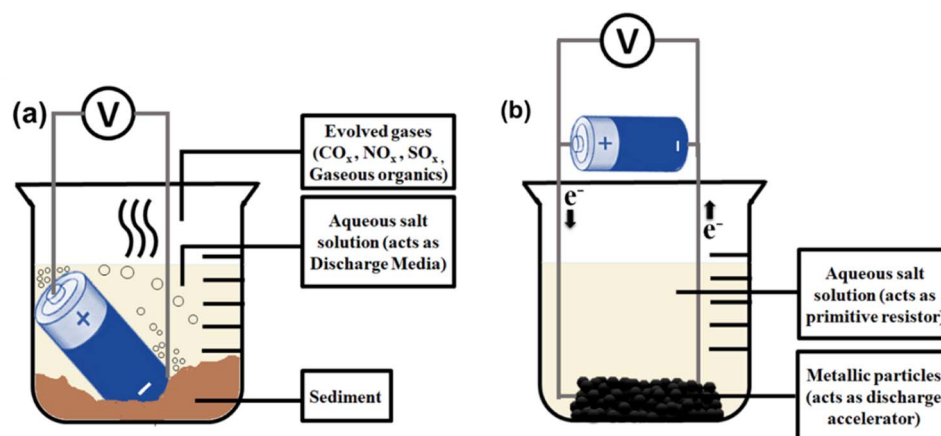 (a)
V
Evolved gases
(COₓ, NOₓ, SOₓ,
Gaseous organics)
Aqueous salt
solution (acts as
Discharge Media)
+
-
Sediment
(b)
V
+
-
e⁻
e⁻
Aqueous salt
solution (acts as
primitive resistor)
Metallic particles
(acts as discharge
accelerator)